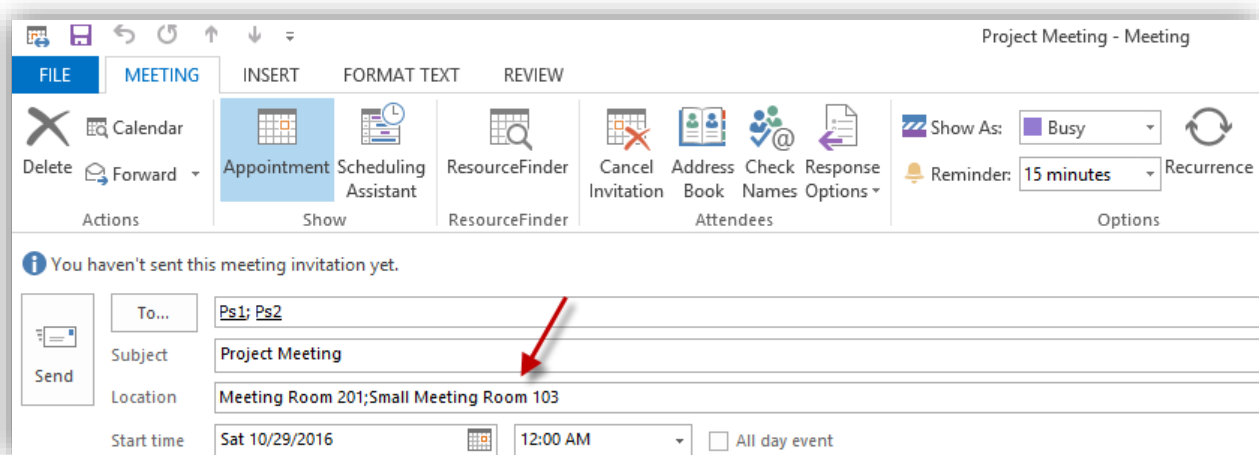 Project Meeting - Meeting
FILE MEETING INSERT FORMAT TEXT REVIEW
Delete
Calendar
Forward
Actions
Appointment
Scheduling
Assistant
Show
ResourceFinder
ResourceFinder
Cancel
Invitation
Address
Book
Check
Names
Response
Options
Attendees
Show As: Busy
Reminder: 15 minutes
Recurrence
Options
You haven't sent this meeting invitation yet.
Send
To... Ps1; Ps2
Subject Project Meeting
Location Meeting Room 201;Small Meeting Room 103
Start time Sat 10/29/2016 12:00 AM All day event